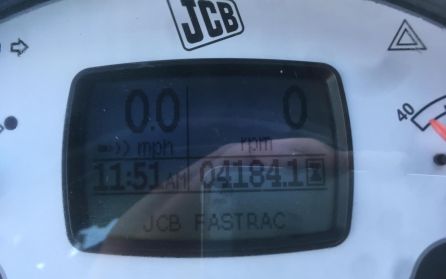 JCB
40
0.0 0
mph rpm
11:51 AM 04184.1
JCB FASTRAC